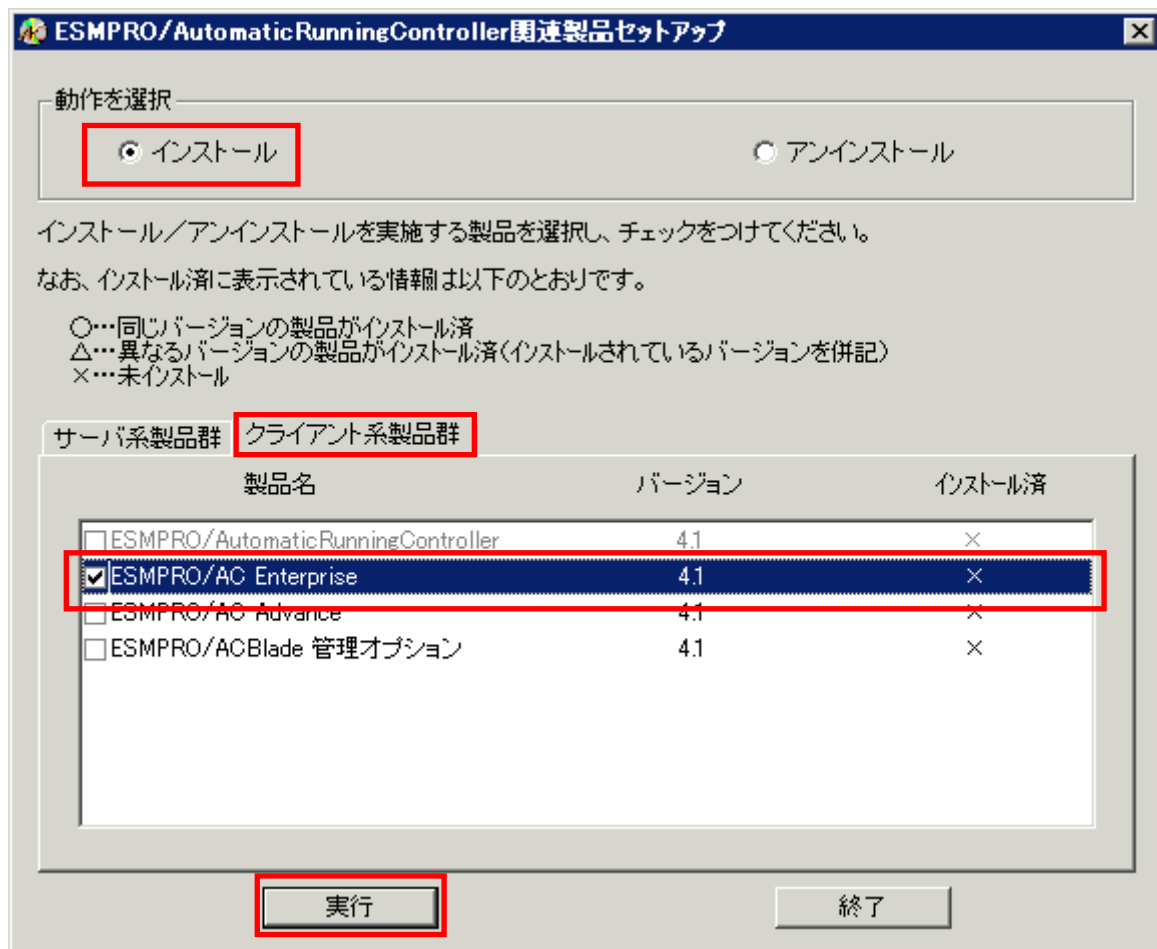 ESMPRO/AutomaticRunningController関連製品セットアップ
動作を選択
インストール
アンインストール
インストール／アンインストールを実施する製品を選択し、チェックをつけてください。
なお、インストール済に表示されている情報は以下のとおりです。
○…同じバージョンの製品がインストール済
△…異なるバージョンの製品がインストール済(インストールされているバージョンを併記)
×…未インストール
サーバ系製品群 クライアント系製品群
製品名 バージョン インストール済
ESMPRO/AutomaticRunningController 4.1 ×
ESMPRO/AC Enterprise 4.1 ×
ESMPRO/AC Advance 4.1 ×
ESMPRO/ACBlade 管理オプション 4.1 ×
実行 終了